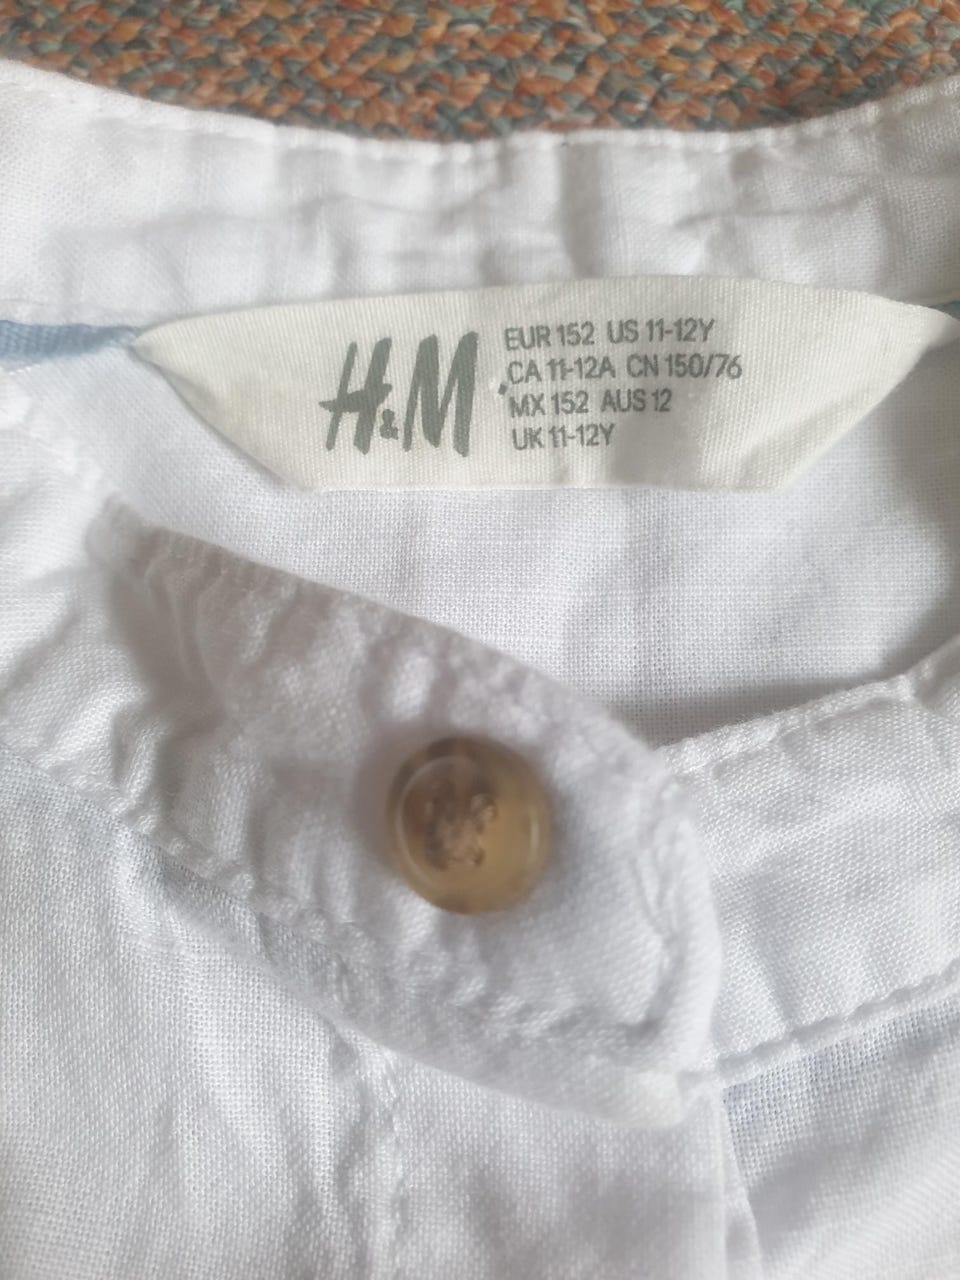 H&M
EUR 152 US 11-12Y
CA 11-12A CN 150/76
MX 152 AUS 12
UK 11-12Y